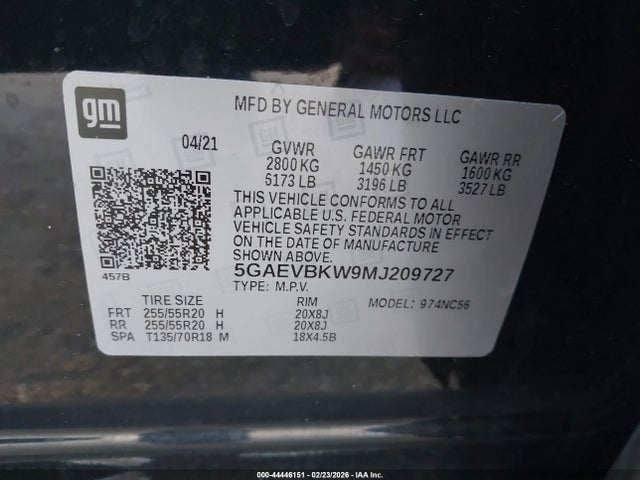 gm
MFD BY GENERAL MOTORS LLC
04/21
GVWR GAWR FRT GAWR RR
2800 KG 1450 KG 1600 KG
6173 LB 3196 LB 3527 LB
THIS VEHICLE CONFORMS TO ALL
APPLICABLE U.S. FEDERAL MOTOR
VEHICLE SAFETY STANDARDS IN EFFECT
ON THE DATE OF MANUFACTURE
SHOWN ABOVE.
457B
5GAEVBKW9MJ209727
TYPE: M.P.V. MODEL: 974NC56
TIRE SIZE RIM
FRT 255/55R20 H 20X8J
RR 255/55R20 H 20X8J
SPA T135/70R18 M 18X4.5B
000-44446151 - 02/23/2026 - IAA Inc.